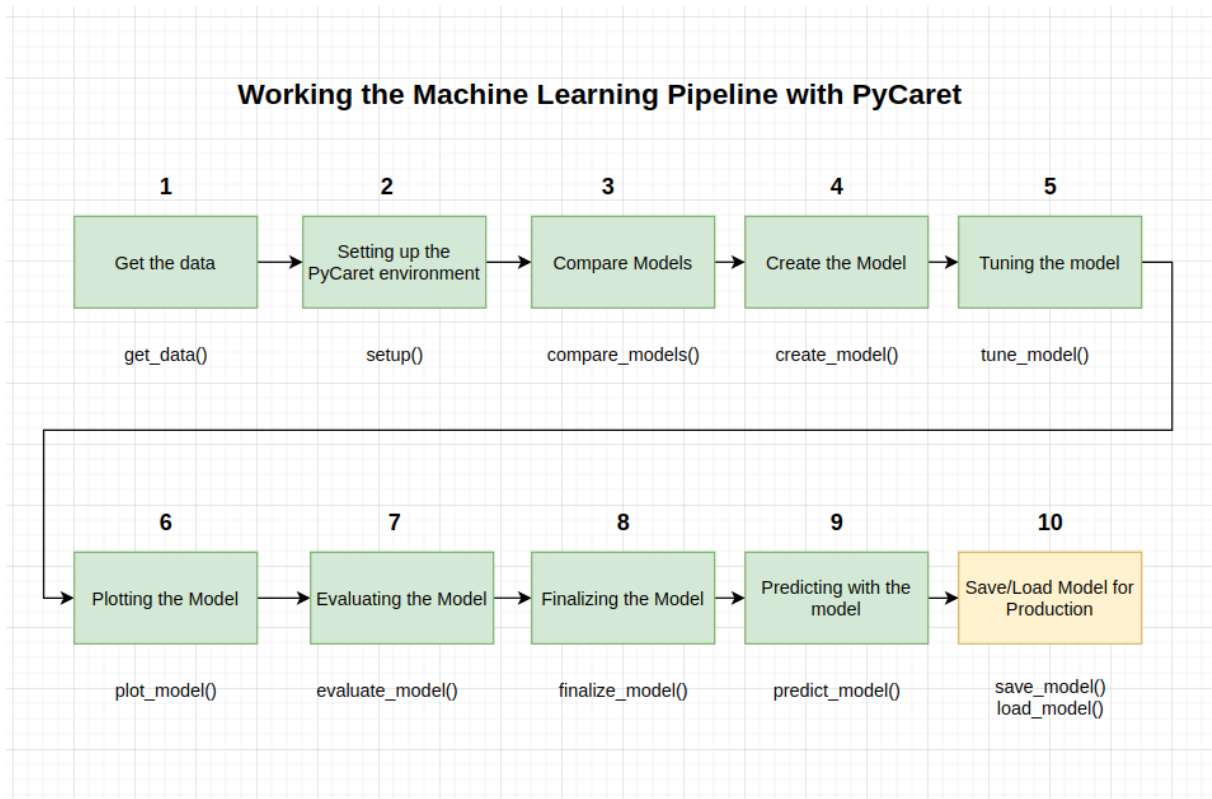 Working the Machine Learning Pipeline with PyCaret
1
2
3
4
5
Get the data
Setting up the
PyCaret environment
Compare Models
Create the Model
Tuning the model
get_data()
setup()
compare_models()
create_model()
tune_model()
6
7
8
9
10
Plotting the Model
Evaluating the Model
Finalizing the Model
Predicting with the
model
Save/Load Model for
Production
plot_model()
evaluate_model()
finalize_model()
predict_model()
save_model()
load_model()